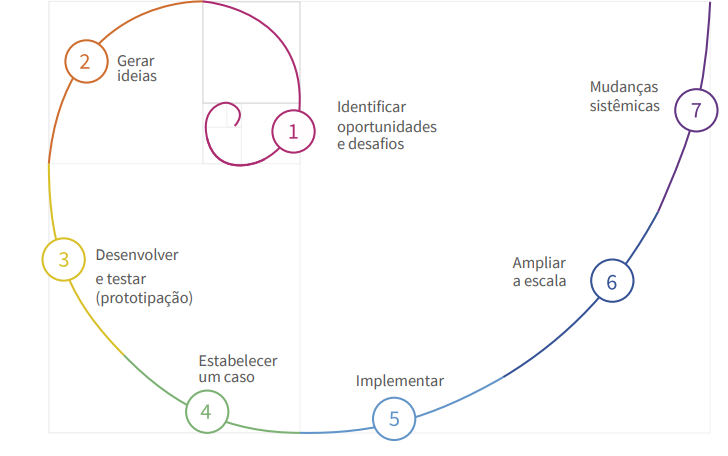 1
Identificar
oportunidades
e desafios
2
Gerar
ideias
3
Desenvolver
e testar
(prototipação)
4
Estabelecer
um caso
5
Implementar
6
Ampliar
a escala
7
Mudanças
sistêmicas